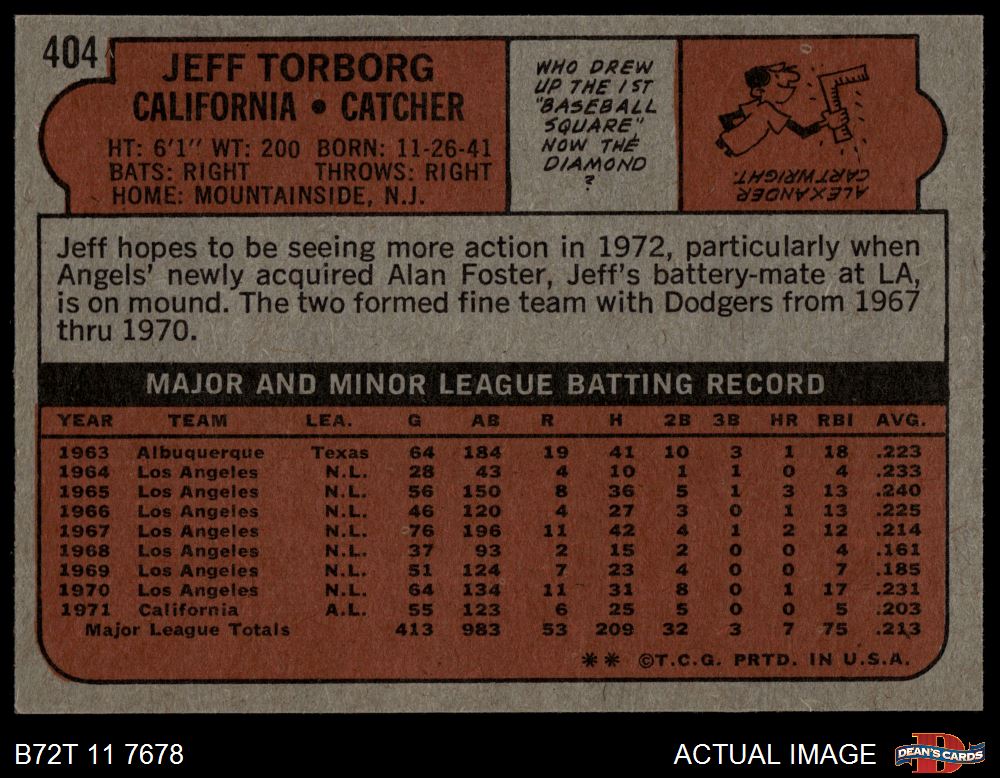 404
JEFF TORBORG
CALIFORNIA • CATCHER
HT: 6'1" WT: 200 BORN: 11-26-41
BATS: RIGHT THROWS: RIGHT
HOME: MOUNTAINSIDE, N.J.
WHO DREW
UP THE 1ST
"BASEBALL
SQUARE",
NOW THE
DIAMOND
?
ALEXANDER
CARTWRIGHT.
Jeff hopes to be seeing more action in 1972, particularly when
Angels' newly acquired Alan Foster, Jeff's battery-mate at LA,
is on mound. The two formed fine team with Dodgers from 1967
thru 1970.
MAJOR AND MINOR LEAGUE BATTING RECORD
YEAR TEAM LEA. G AB R H 2B 3B HR RBI AVG.
1963 Albuquerque Texas 64 184 19 41 10 3 1 18 .223
1964 Los Angeles N.L. 28 43 4 10 1 1 0 4 .233
1965 Los Angeles N.L. 56 150 8 36 5 1 3 13 .240
1966 Los Angeles N.L. 46 120 4 27 3 0 1 13 .225
1967 Los Angeles N.L. 76 196 11 42 4 1 2 12 .214
1968 Los Angeles N.L. 37 93 2 15 2 0 0 4 .161
1969 Los Angeles N.L. 51 124 7 23 4 0 0 7 .185
1970 Los Angeles N.L. 64 134 11 31 8 0 1 17 .231
1971 California A.L. 55 123 6 25 5 0 0 5 .203
Major League Totals 413 983 53 209 32 3 7 75 .213
** ©T.C.G. PRTD. IN U.S.A.
B72T 11 7678
ACTUAL IMAGE
DEAN'S CARDS